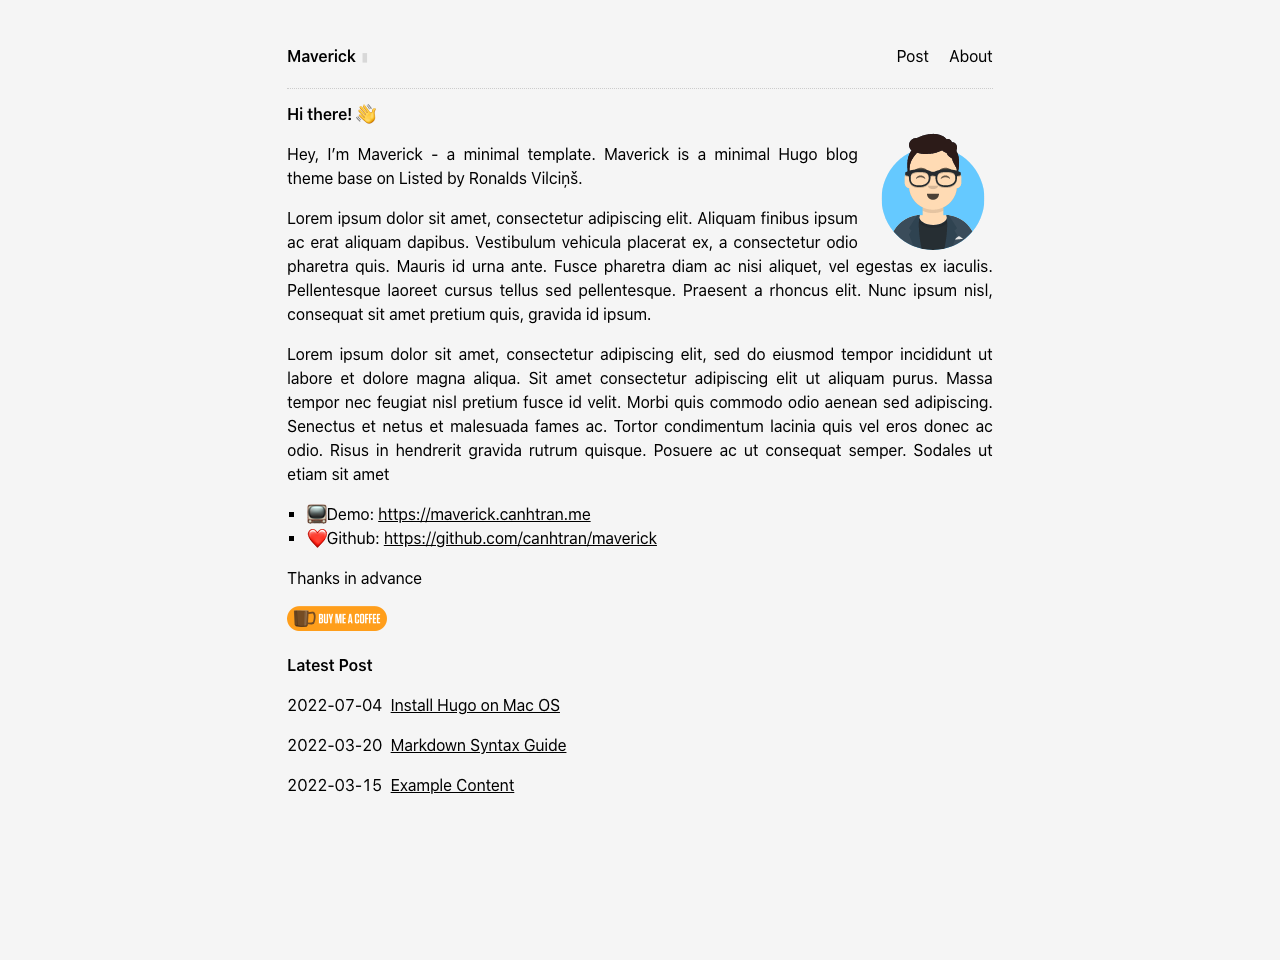 Maverick
Post About
Hi there! 👋
Hey, I’m Maverick - a minimal template. Maverick is a minimal Hugo blog
theme base on Listed by Ronalds Vilciņš.
Lorem ipsum dolor sit amet, consectetur adipiscing elit. Aliquam finibus ipsum
ac erat aliquam dapibus. Vestibulum vehicula placerat ex, a consectetur odio
pharetra quis. Mauris id urna ante. Fusce pharetra diam ac nisi aliquet, vel egestas ex iaculis.
Pellentesque laoreet cursus tellus sed pellentesque. Praesent a rhoncus elit. Nunc ipsum nisl,
consequat sit amet pretium quis, gravida id ipsum.
Lorem ipsum dolor sit amet, consectetur adipiscing elit, sed do eiusmod tempor incididunt ut
labore et dolore magna aliqua. Sit amet consectetur adipiscing elit ut aliquam purus. Massa
tempor nec feugiat nisl pretium fusce id velit. Morbi quis commodo odio aenean sed adipiscing.
Senectus et netus et malesuada fames ac. Tortor condimentum lacinia quis vel eros donec ac
odio. Risus in hendrerit gravida rutrum quisque. Posuere ac ut consequat semper. Sodales ut
etiam sit amet
📺Demo: https://maverick.canhtran.me
❤️Github: https://github.com/canhtran/maverick
Thanks in advance
BUY ME A COFFEE
Latest Post
2022-07-04 Install Hugo on Mac OS
2022-03-20 Markdown Syntax Guide
2022-03-15 Example Content